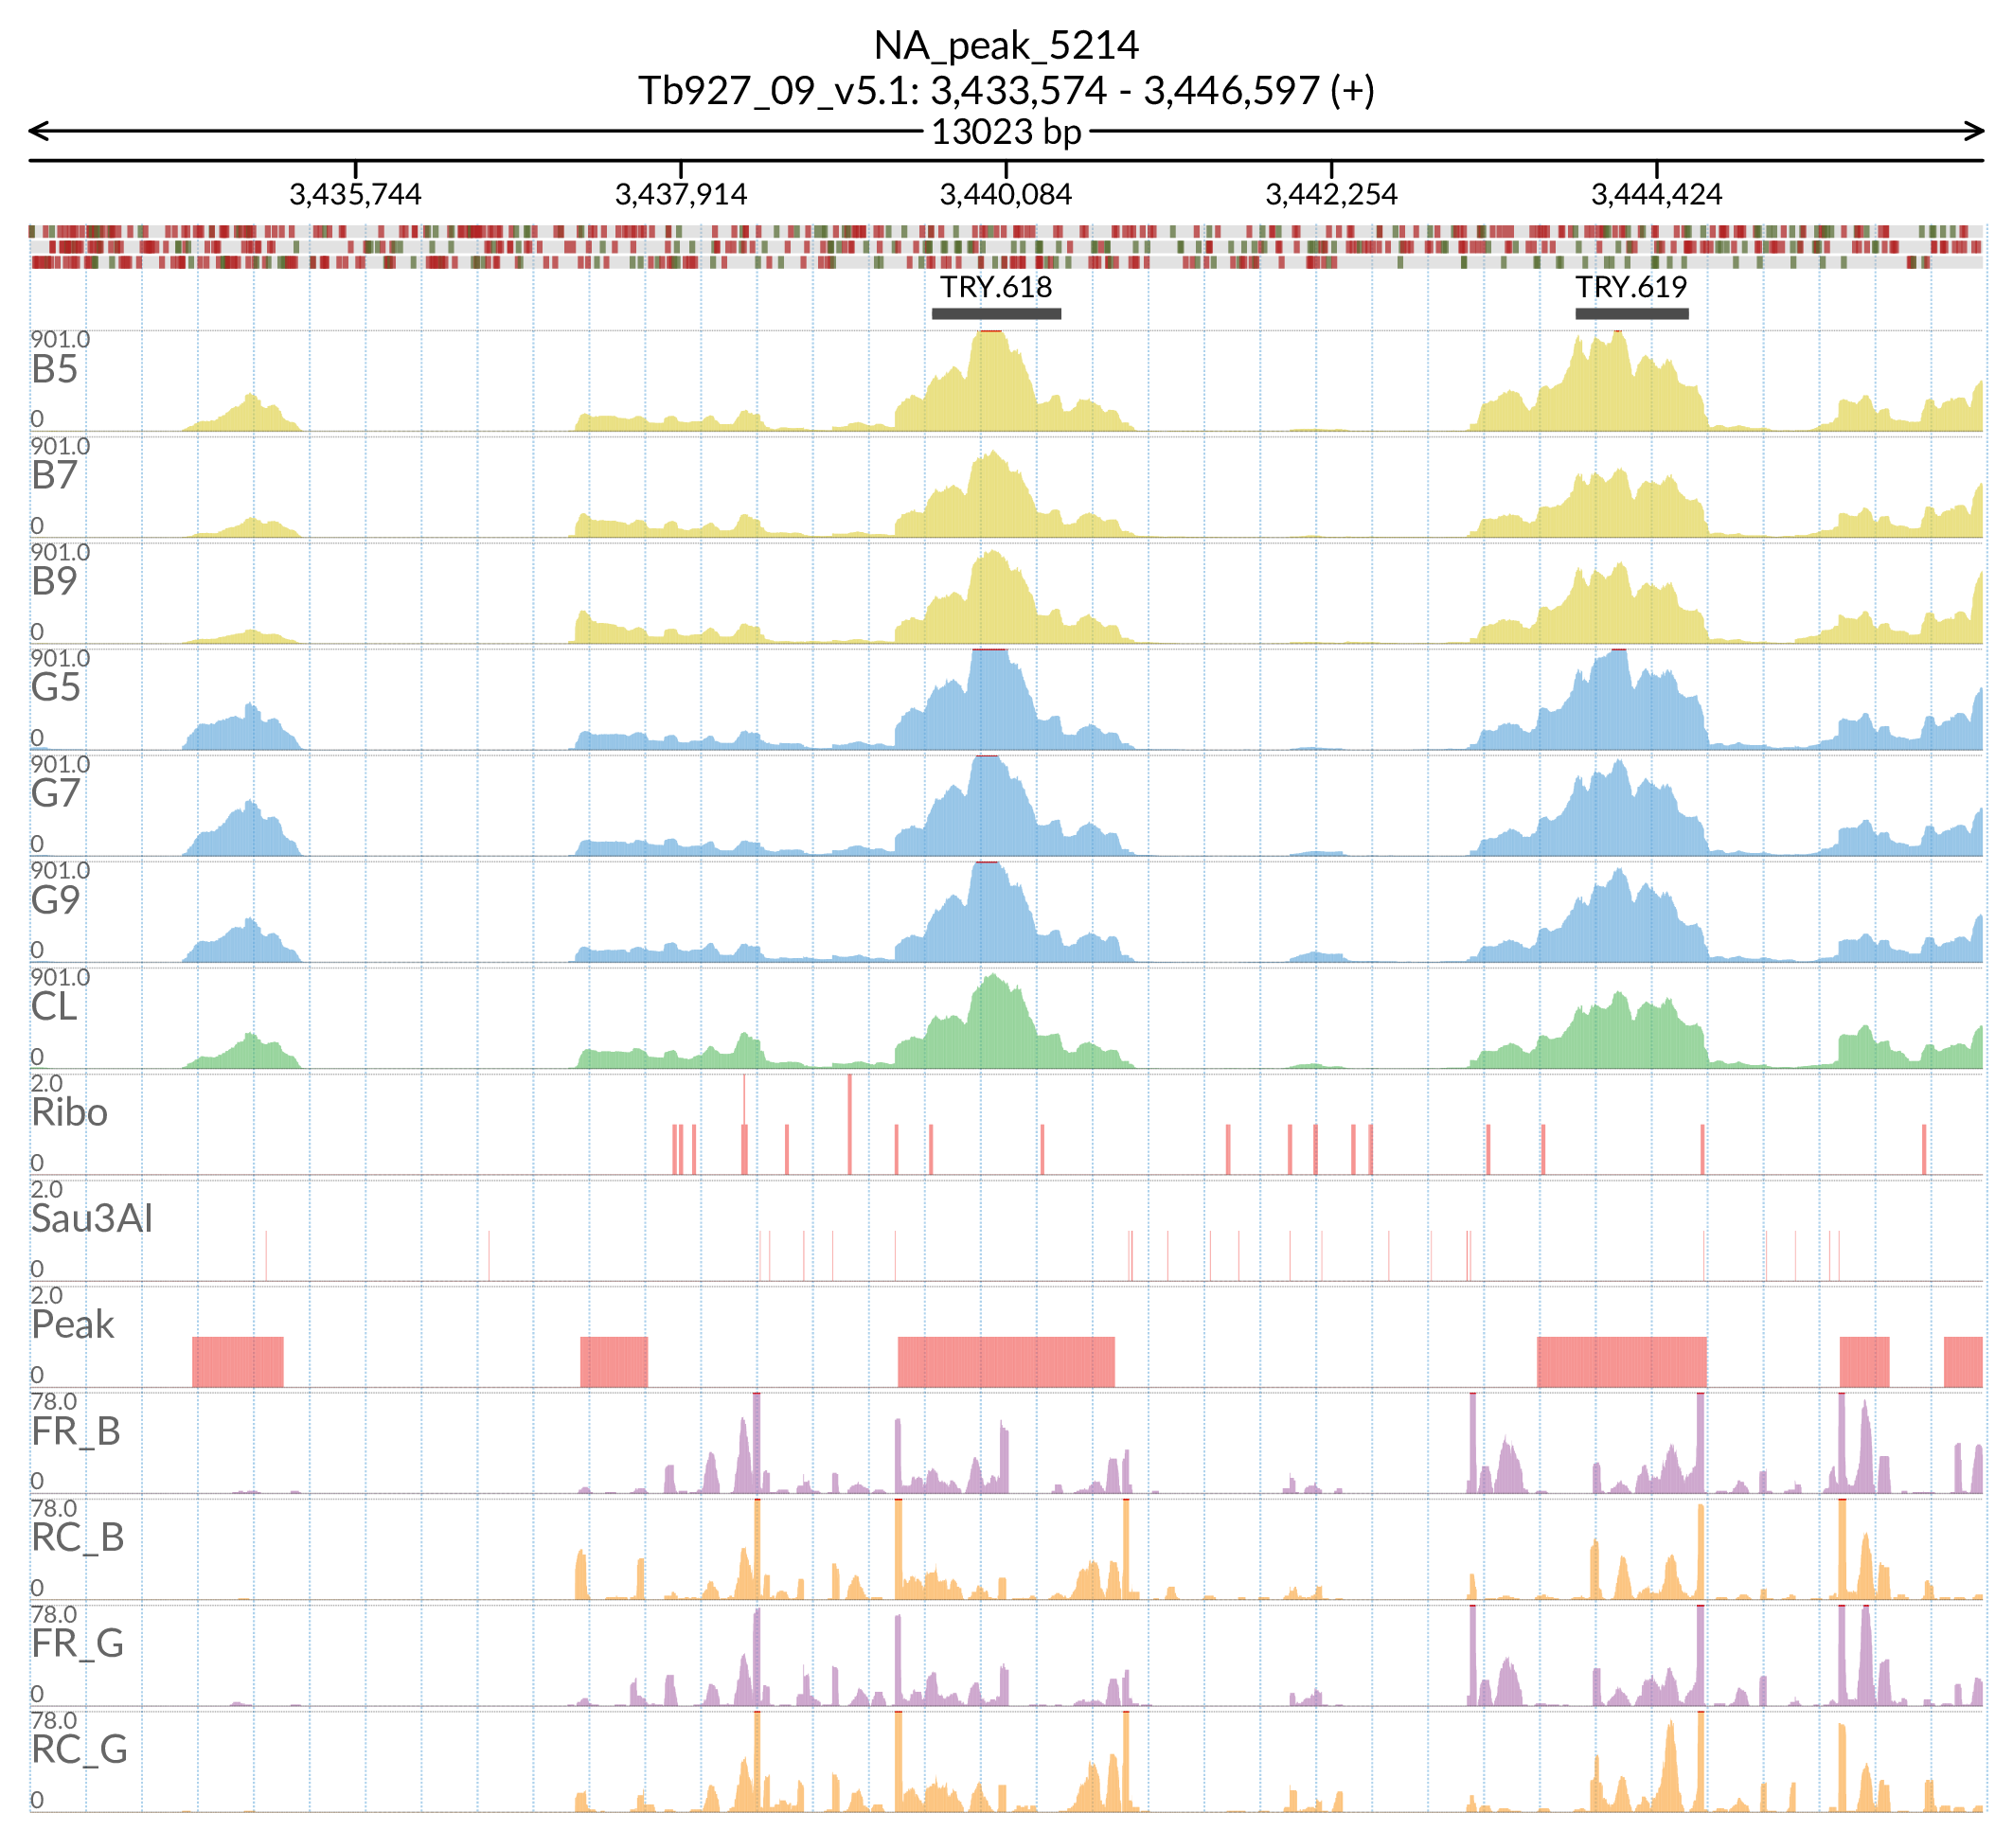 NA_peak_5214
Tb927_09_v5.1: 3,433,574 - 3,446,597 (+)
13023 bp
3,435,744 3,437,914 3,440,084 3,442,254 3,444,424
TRY.618 TRY.619
901.0
B5
0
901.0
B7
0
901.0
B9
0
901.0
G5
0
901.0
G7
0
901.0
G9
0
901.0
CL
0
2.0
Ribo
0
2.0
Sau3AI
0
2.0
Peak
0
78.0
FR_B
0
78.0
RC_B
0
78.0
FR_G
0
78.0
RC_G
0